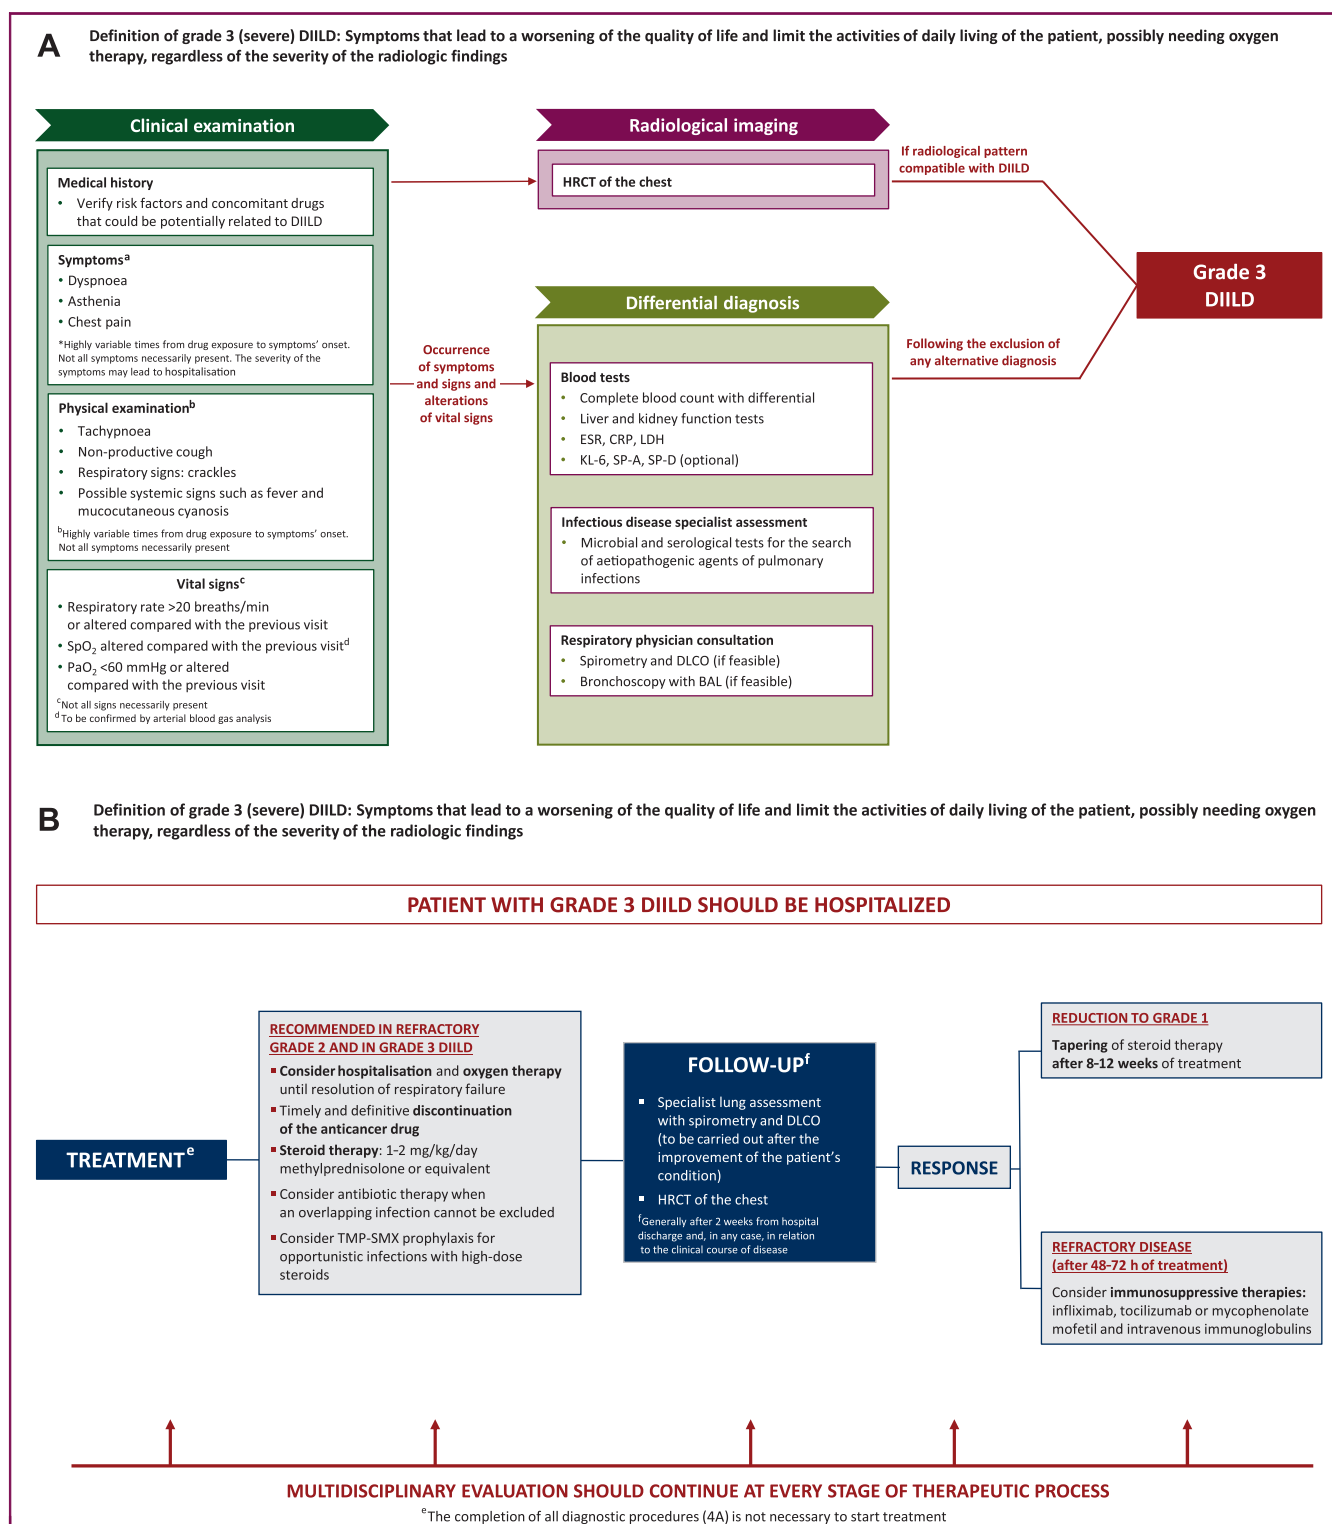 A
Definition of grade 3 (severe) DIILD: Symptoms that lead to a worsening of the quality of life and limit the activities of daily living of the patient, possibly needing oxygen
therapy, regardless of the severity of the radiologic findings
Clinical examination
Medical history
• Verify risk factors and concomitant drugs
that could be potentially related to DIILD
Symptomsᵃ
• Dyspnoea
• Asthenia
• Chest pain
*Highly variable times from drug exposure to symptoms' onset.
Not all symptoms necessarily present. The severity of the
symptoms may lead to hospitalisation
Physical examinationᵇ
• Tachypnoea
• Non-productive cough
• Respiratory signs: crackles
• Possible systemic signs such as fever and
mucocutaneous cyanosis
ᵇHighly variable times from drug exposure to symptoms' onset.
Not all symptoms necessarily present
Vital signsᶜ
• Respiratory rate >20 breaths/min
or altered compared with the previous visit
• SpO₂ altered compared with the previous visitᵈ
• PaO₂ <60 mmHg or altered
compared with the previous visit
ᶜNot all signs necessarily present
ᵈTo be confirmed by arterial blood gas analysis
Occurrence
of symptoms
and signs and
alterations
of vital signs
Radiological imaging
HRCT of the chest
Differential diagnosis
Blood tests
• Complete blood count with differential
• Liver and kidney function tests
• ESR, CRP, LDH
• KL-6, SP-A, SP-D (optional)
Infectious disease specialist assessment
• Microbial and serological tests for the search
of aetiopathogenic agents of pulmonary
infections
Respiratory physician consultation
• Spirometry and DLCO (if feasible)
• Bronchoscopy with BAL (if feasible)
If radiological pattern
compatible with DIILD
Following the exclusion of
any alternative diagnosis
Grade 3
DIILD
B
Definition of grade 3 (severe) DIILD: Symptoms that lead to a worsening of the quality of life and limit the activities of daily living of the patient, possibly needing oxygen
therapy, regardless of the severity of the radiologic findings
PATIENT WITH GRADE 3 DIILD SHOULD BE HOSPITALIZED
TREATMENTᵉ
RECOMMENDED IN REFRACTORY
GRADE 2 AND IN GRADE 3 DIILD
▪ Consider hospitalisation and oxygen therapy
until resolution of respiratory failure
▪ Timely and definitive discontinuation
of the anticancer drug
▪ Steroid therapy: 1-2 mg/kg/day
methylprednisolone or equivalent
▪ Consider antibiotic therapy when
an overlapping infection cannot be excluded
▪ Consider TMP-SMX prophylaxis for
opportunistic infections with high-dose
steroids
FOLLOW-UPᶠ
▪ Specialist lung assessment
with spirometry and DLCO
(to be carried out after the
improvement of the patient's
condition)
▪ HRCT of the chest
ᶠGenerally after 2 weeks from hospital
discharge and, in any case, in relation
to the clinical course of disease
RESPONSE
REDUCTION TO GRADE 1
Tapering of steroid therapy
after 8-12 weeks of treatment
REFRACTORY DISEASE
(after 48-72 h of treatment)
Consider immunosuppressive therapies:
infliximab, tocilizumab or mycophenolate
mofetil and intravenous immunoglobulins
MULTIDISCIPLINARY EVALUATION SHOULD CONTINUE AT EVERY STAGE OF THERAPEUTIC PROCESS
ᵉThe completion of all diagnostic procedures (4A) is not necessary to start treatment